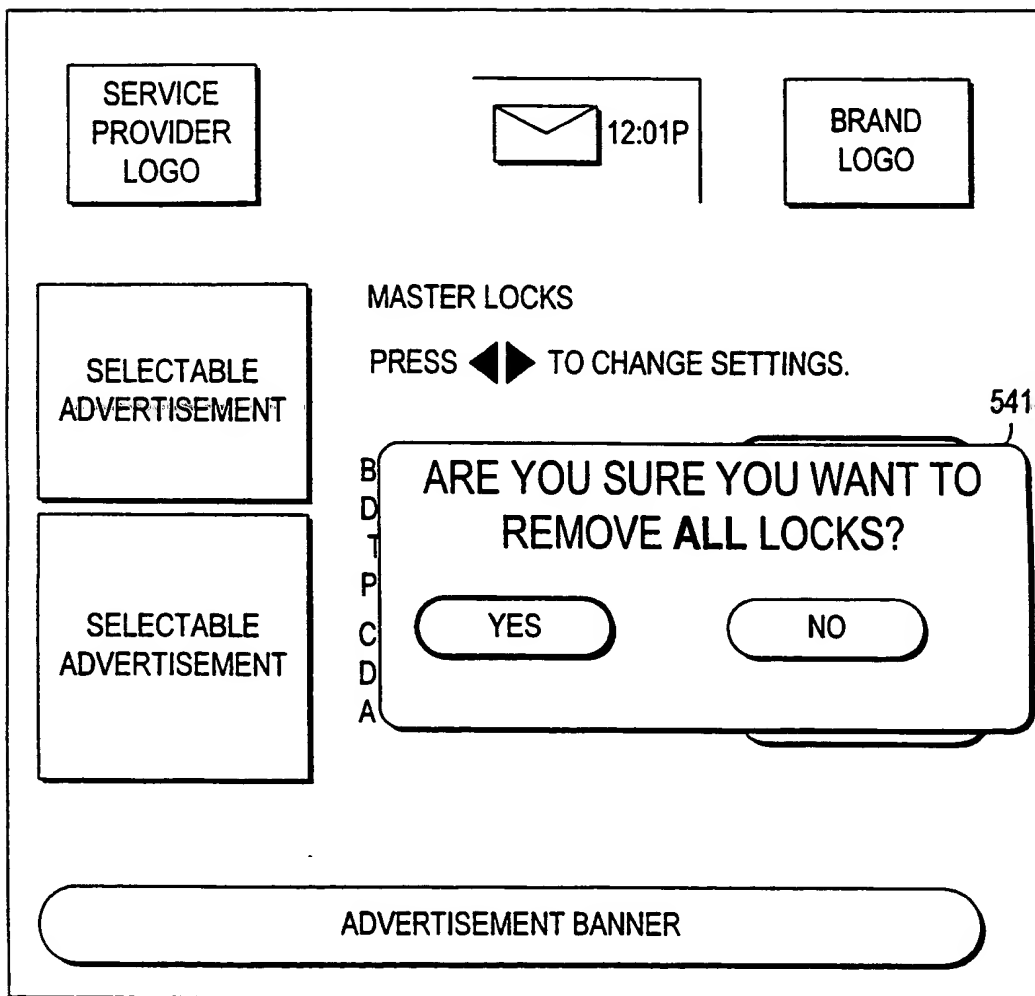 SERVICE
PROVIDER
LOGO
12:01P
BRAND
LOGO
MASTER LOCKS
PRESS TO CHANGE SETTINGS.
SELECTABLE
ADVERTISEMENT
541
B
D
T
P
C
D
A
ARE YOU SURE YOU WANT TO
REMOVE ALL LOCKS?
YES
NO
SELECTABLE
ADVERTISEMENT
ADVERTISEMENT BANNER